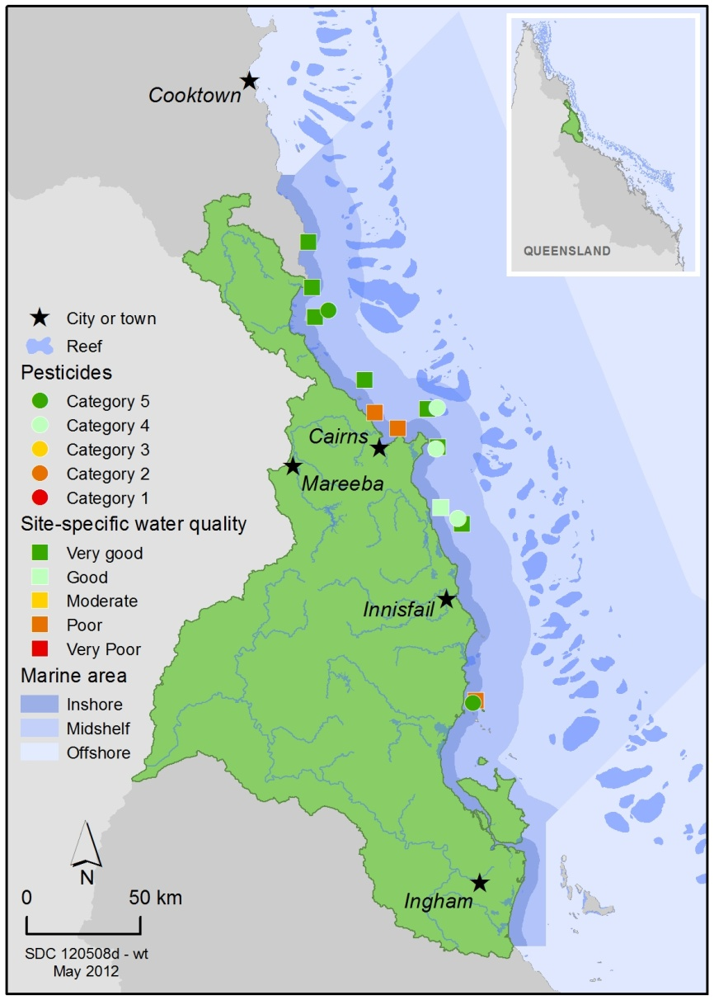 Cooktown
QUEENSLAND
City or town
Reef
Pesticides
Category 5
Category 4
Category 3
Category 2
Category 1
Site-specific water quality
Very good
Good
Moderate
Poor
Very Poor
Marine area
Inshore
Midshelf
Offshore
Cairns
Mareeba
Innisfail
Ingham
N
0 50 km
SDC 120508d - wt
May 2012